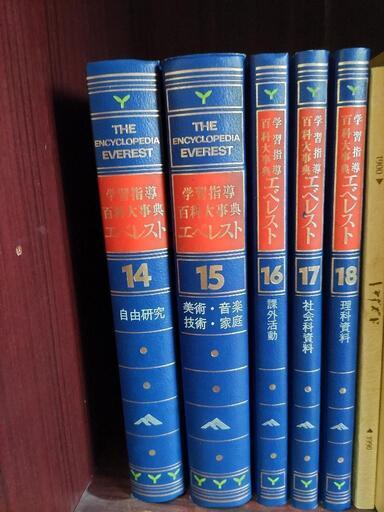 THE
ENCYCLOPEDIA
EVEREST
学習指導
百科大事典
エベレスト
14
自由研究
THE
ENCYCLOPEDIA
EVEREST
学習指導
百科大事典
エベレスト
15
美術・音楽
技術・家庭
学習指導
百科大事典
エベレスト
16
課外活動
学習指導
百科大事典
エベレスト
17
社会科資料
学習指導
百科大事典
エベレスト
18
理科資料
1900
1990